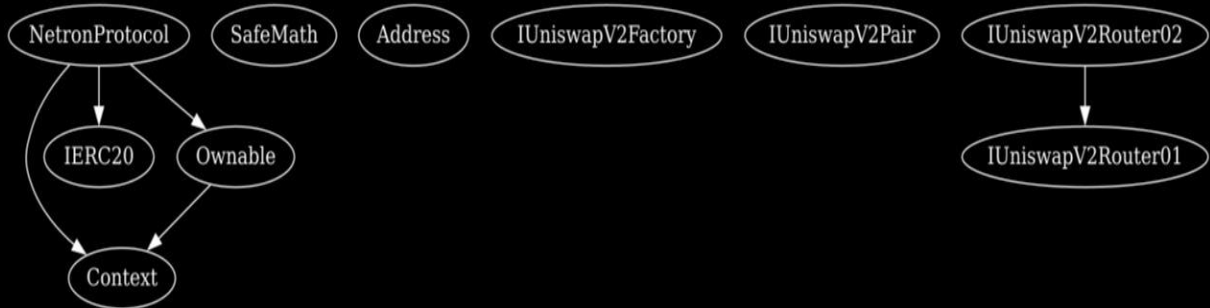 NetronProtocol
SafeMath
Address
IUniswapV2Factory
IUniswapV2Pair
IUniswapV2Router02
IERC20
Ownable
IUniswapV2Router01
Context